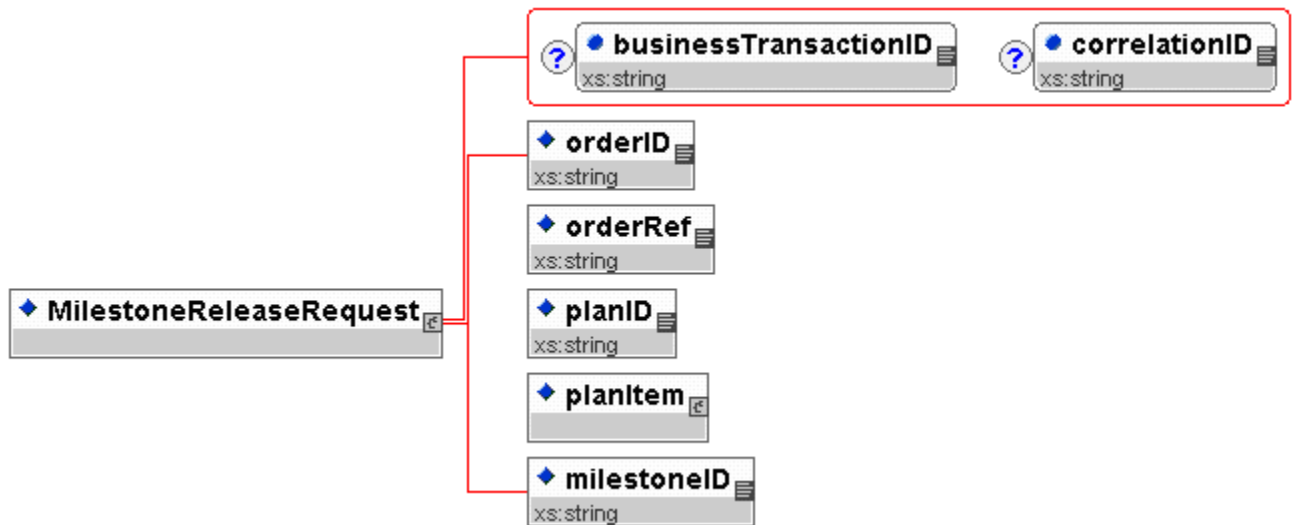 ? businessTransactionID ? correlationID
xs:string xs:string
orderID
xs:string
orderRef
xs:string
MilestoneReleaseRequest
planID
xs:string
planItem
milestoneID
xs:string